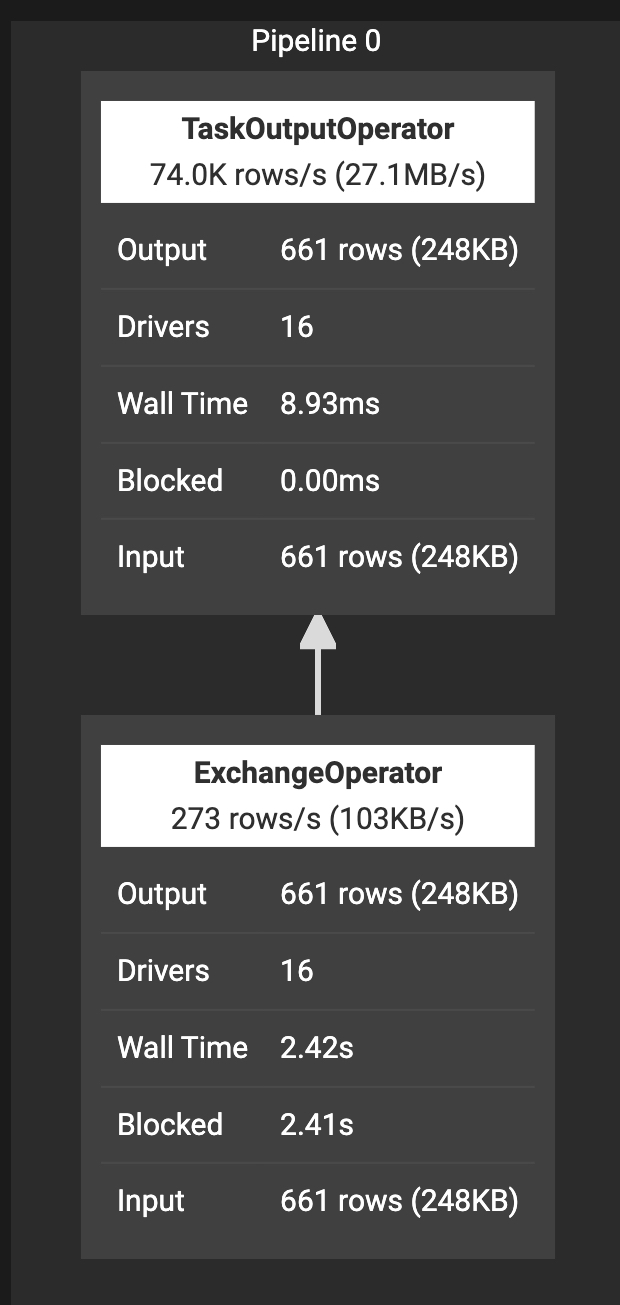 Pipeline 0
TaskOutputOperator
74.0K rows/s (27.1MB/s)
Output 661 rows (248KB)
Drivers 16
Wall Time 8.93ms
Blocked 0.00ms
Input 661 rows (248KB)
ExchangeOperator
273 rows/s (103KB/s)
Output 661 rows (248KB)
Drivers 16
Wall Time 2.42s
Blocked 2.41s
Input 661 rows (248KB)